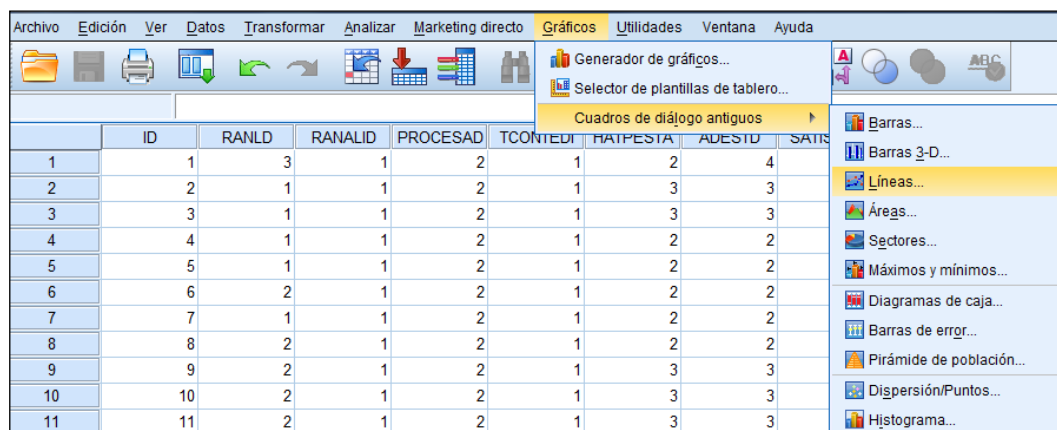 Archivo Edición Ver Datos Transformar Analizar Marketing directo Gráficos Utilidades Ventana Ayuda
Generador de gráficos...
Selector de plantillas de tablero...
Cuadros de diálogo antiguos
A
ABC
Barras...
Barras 3-D...
Líneas...
Áreas...
Sectores...
Máximos y mínimos...
Diagramas de caja...
Barras de error...
Pirámide de población...
Dispersión/Puntos...
Histograma...
ID RANLD RANALID PROCESAD TCONTEDI HATPESTA ADESTD SATIS
1 1 3 1 2 1 2 4
2 2 1 1 2 1 3 3
3 3 1 1 2 1 3 3
4 4 1 1 2 1 2 2
5 5 1 1 2 1 2 2
6 6 2 1 2 1 2 2
7 7 1 1 2 1 2 2
8 8 2 1 2 1 2 2
9 9 2 1 2 1 3 3
10 10 2 1 2 1 3 3
11 11 2 1 2 1 3 3